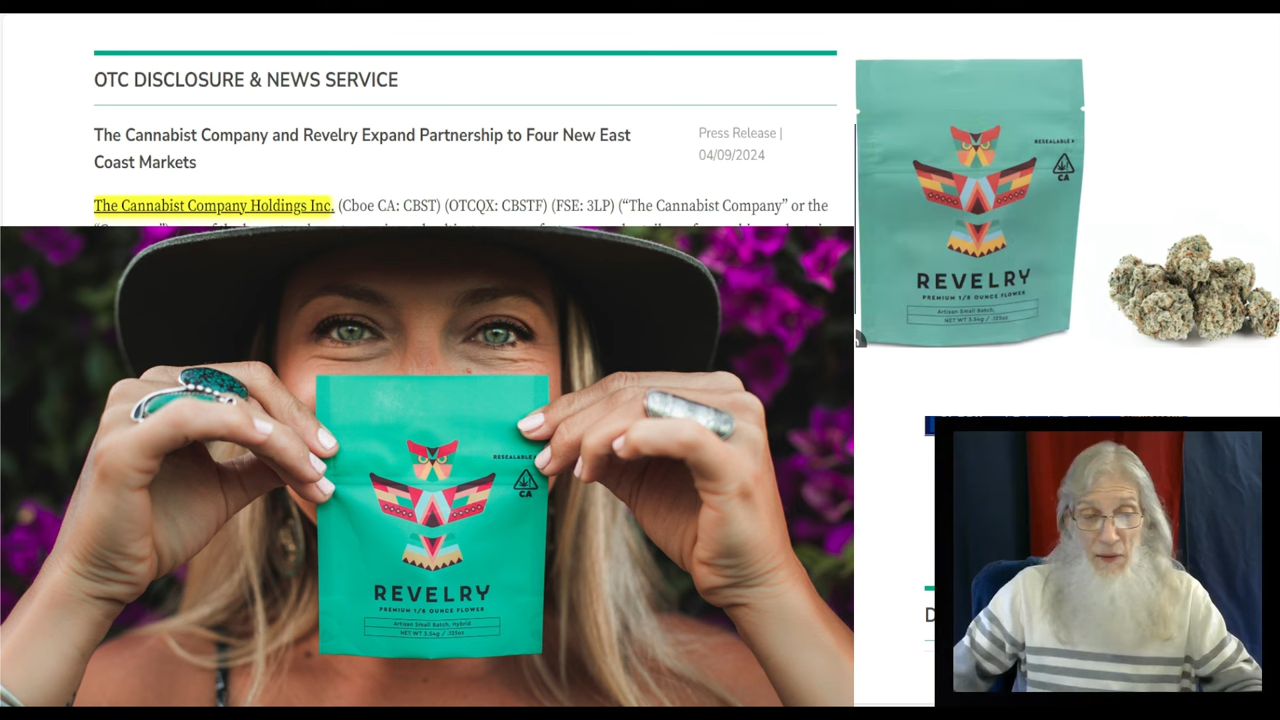 OTC DISCLOSURE & NEWS SERVICE
The Cannabist Company and Revelry Expand Partnership to Four New East
Coast Markets
Press Release |
04/09/2024
The Cannabist Company Holdings Inc. (Cboe CA: CBST) (OTCQX: CBSTF) (FSE: 3LP) (“The Cannabist Company” or the
RESEALABLE
CA
REVELRY
PREMIUM 1/8 OUNCE FLOWER
Artisan Small Batch,
NET WT 3.54g / .125oz
RESEALABLE
CA
REVELRY
PREMIUM 1/8 OUNCE FLOWER
Artisan Small Batch, Hybrid
NET WT 3.54g / .125oz
D